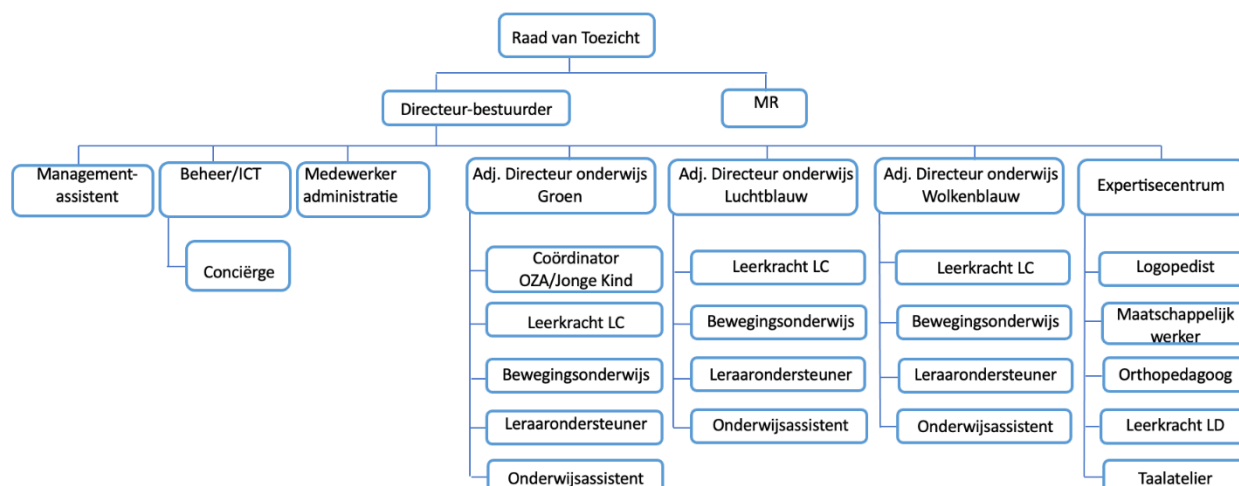 Raad van Toezicht
Directeur-bestuurder
MR
Management-
assistent
Beheer/ICT
Medewerker
administratie
Adj. Directeur onderwijs
Groen
Adj. Directeur onderwijs
Luchtblauw
Adj. Directeur onderwijs
Wolkenblauw
Expertisecentrum
Conciërge
Coördinator
OZA/Jonge Kind
Leerkracht LC
Bewegingsonderwijs
Leraarondersteuner
Onderwijsassistent
Leerkracht LC
Bewegingsonderwijs
Leraarondersteuner
Onderwijsassistent
Leerkracht LC
Bewegingsonderwijs
Leraarondersteuner
Onderwijsassistent
Logopedist
Maatschappelijk
werker
Orthopedagoog
Leerkracht LD
Taalatelier